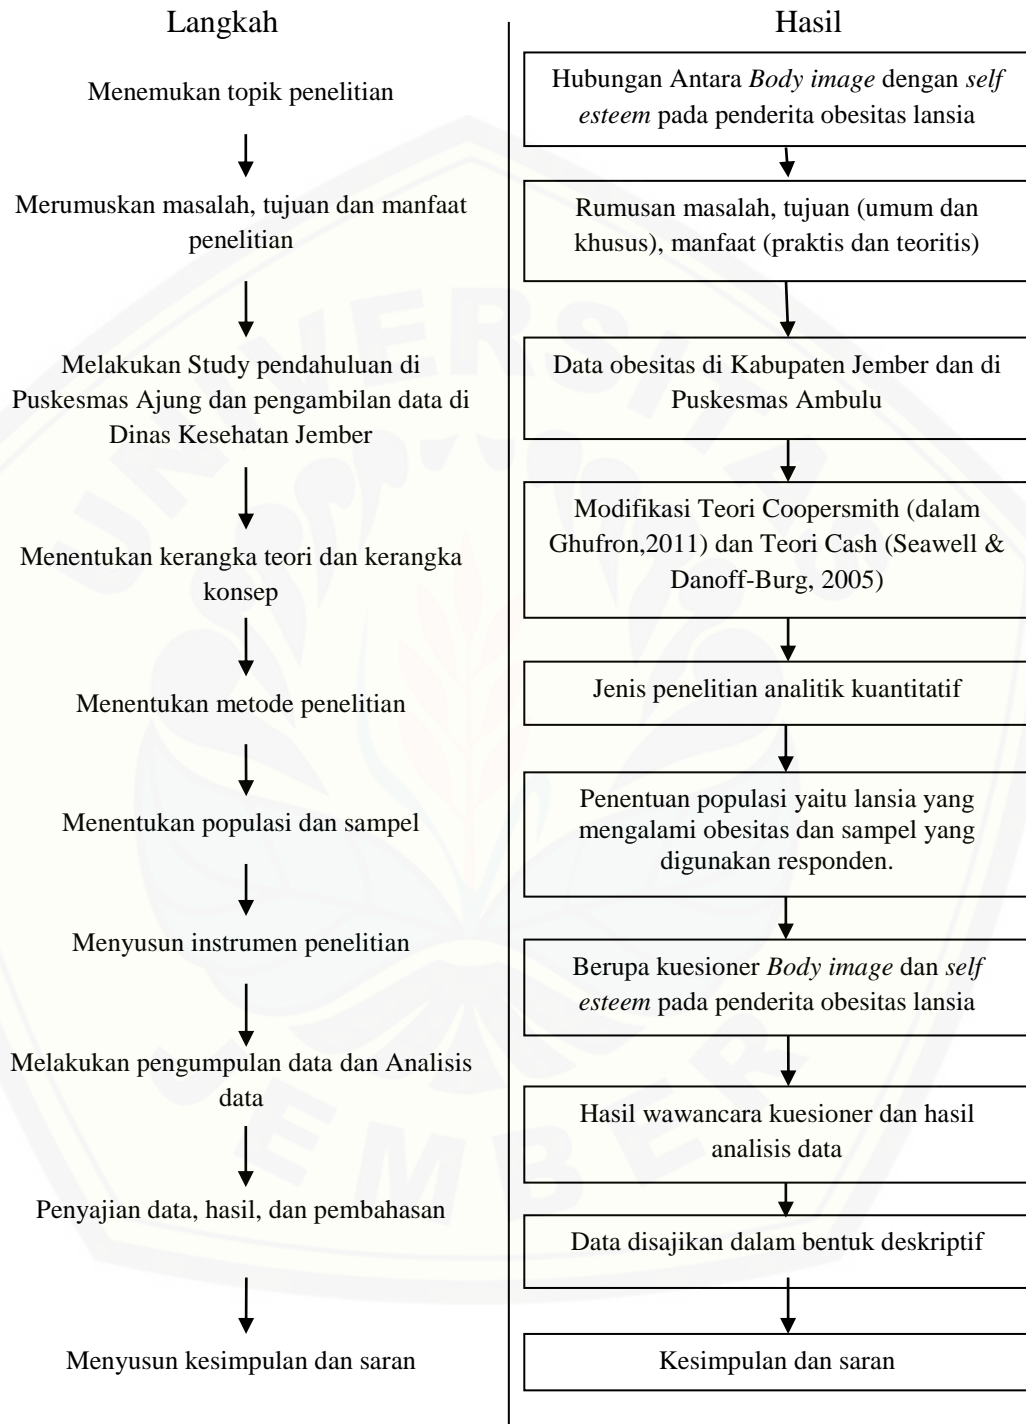 Langkah
Hasil
Menemukan topik penelitian
Hubungan Antara Body image dengan self
esteem pada penderita obesitas lansia
Merumuskan masalah, tujuan dan manfaat
penelitian
Rumusan masalah, tujuan (umum dan
khusus), manfaat (praktis dan teoritis)
Melakukan Study pendahuluan di
Puskesmas Ajung dan pengambilan data di
Dinas Kesehatan Jember
Data obesitas di Kabupaten Jember dan di
Puskesmas Ambulu
Menentukan kerangka teori dan kerangka
konsep
Modifikasi Teori Coopersmith (dalam
Ghufron,2011) dan Teori Cash (Seawell &
Danoff-Burg, 2005)
Menentukan metode penelitian
Jenis penelitian analitik kuantitatif
Menentukan populasi dan sampel
Penentuan populasi yaitu lansia yang
mengalami obesitas dan sampel yang
digunakan responden.
Menyusun instrumen penelitian
Berupa kuesioner Body image dan self
esteem pada penderita obesitas lansia
Melakukan pengumpulan data dan Analisis
data
Hasil wawancara kuesioner dan hasil
analisis data
Penyajian data, hasil, dan pembahasan
Data disajikan dalam bentuk deskriptif
Menyusun kesimpulan dan saran
Kesimpulan dan saran
UNIVERSITAS
JEMBER